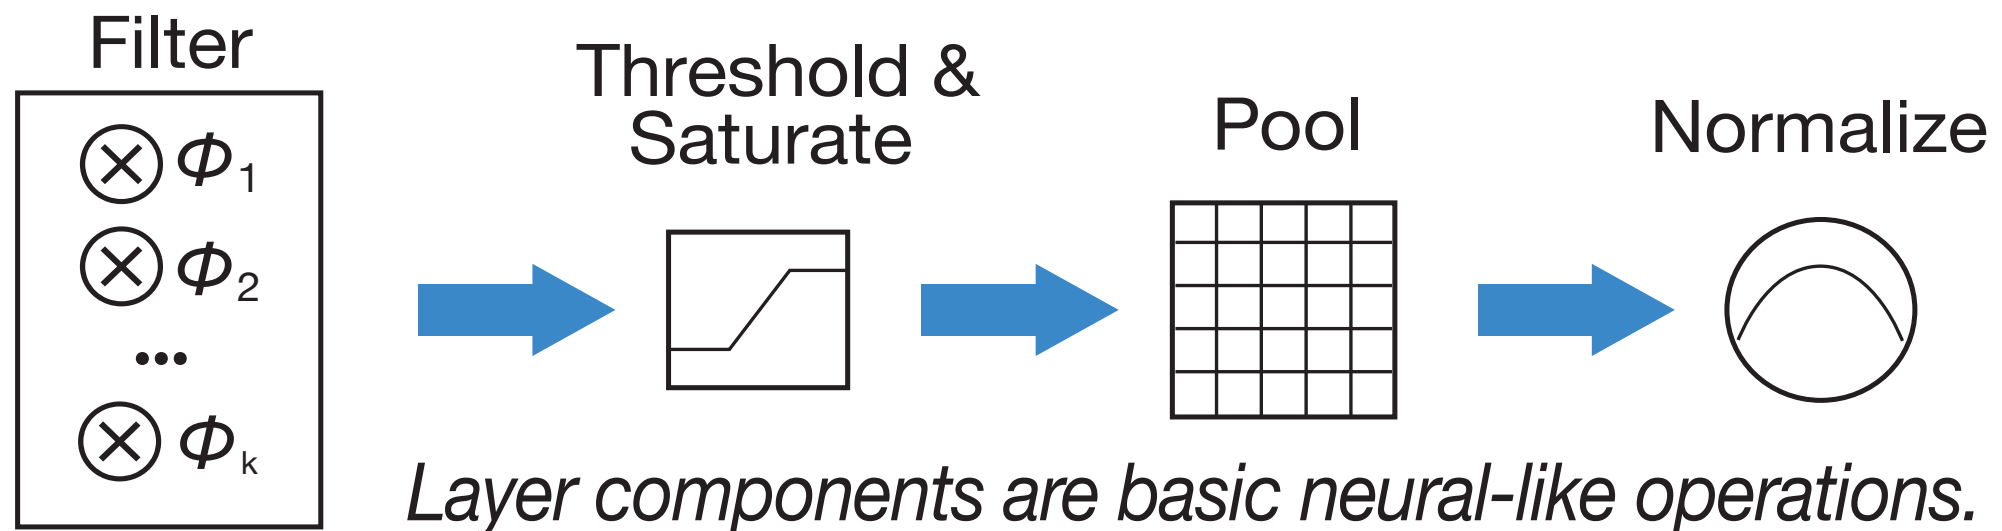 Filter
Threshold &
Saturate
Pool
Normalize
⊗ Φ1
⊗ Φ2
...
⊗ Φk
Layer components are basic neural-like operations.